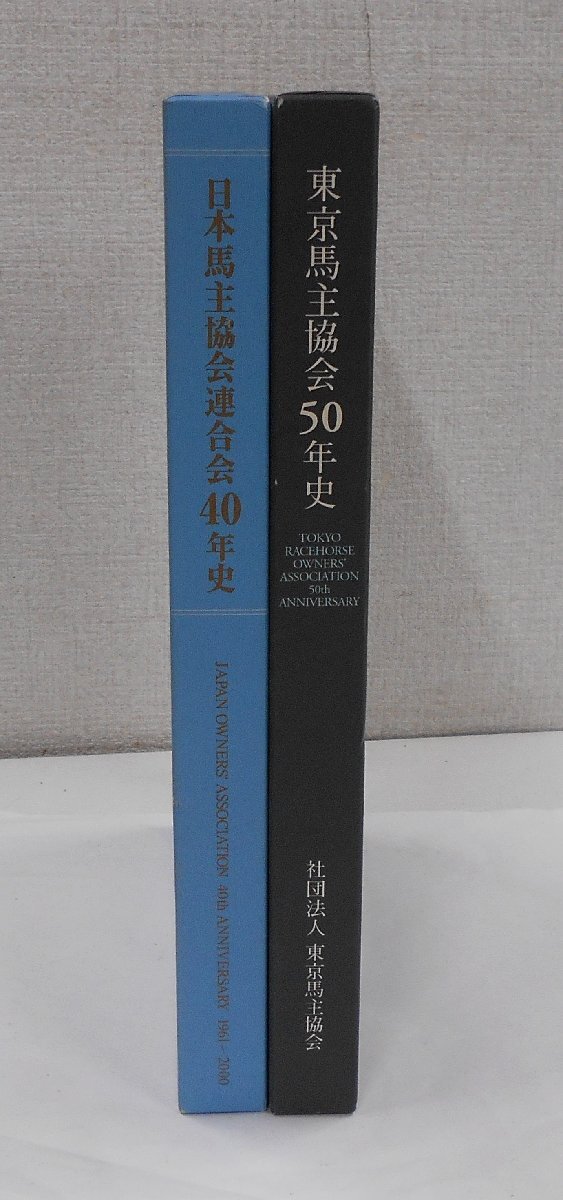 日本馬主協会連合会40年史
JAPAN OWNERS' ASSOCIATION 40th ANNIVERSARY 1961-2000
東京馬主協会50年史
TOKYO
RACEHORSE
OWNERS'
ASSOCIATION
50th
ANNIVERSARY
社団法人 東京馬主協会